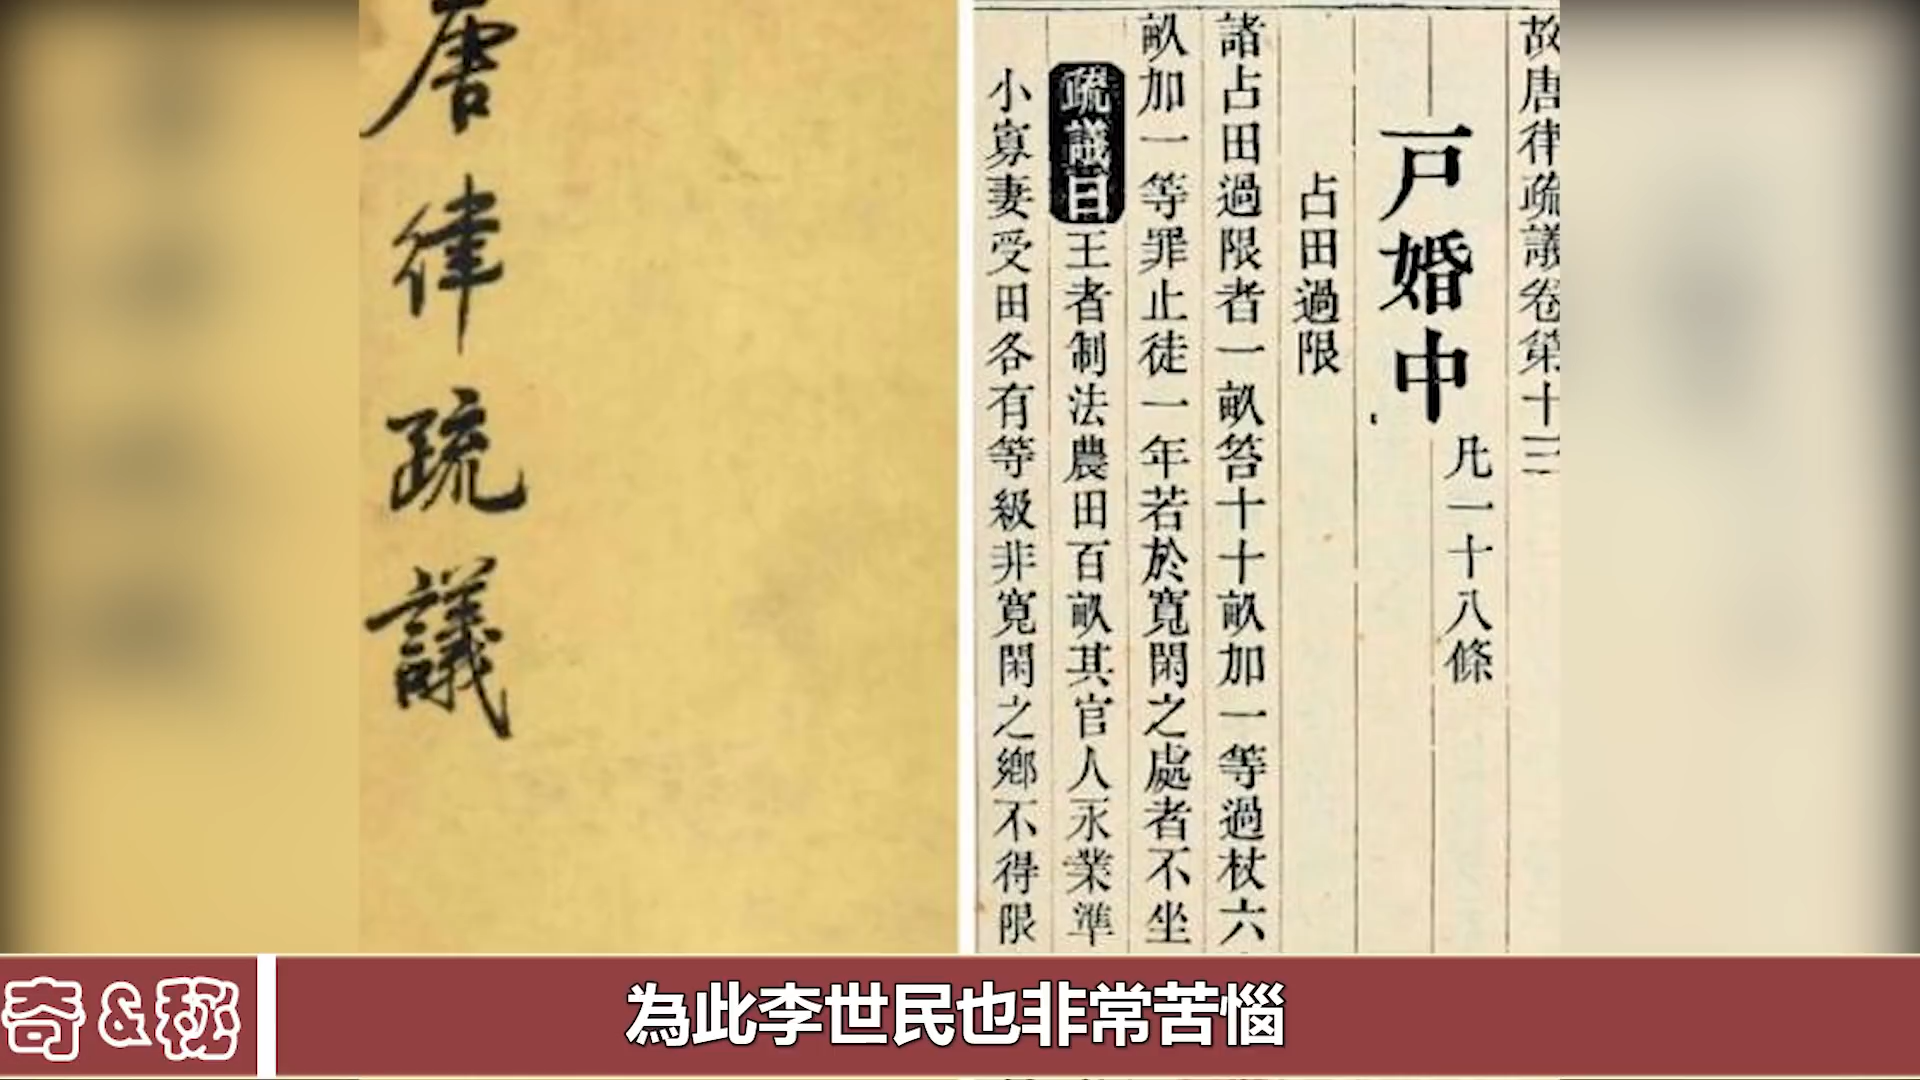 唐律疏議
故唐律疏議卷第十三
戸婚中
凡一十八條
占田過限
諸占田過限者一畝笞十十畝加一等過杖六
畝加一等罪止徒一年若於寬閑之處者不坐
疏議曰王者制法農田百畝其官人永業準
小寡妻受田各有等級非寬閑之鄉不得限
奇&秘
為此李世民也非常苦惱